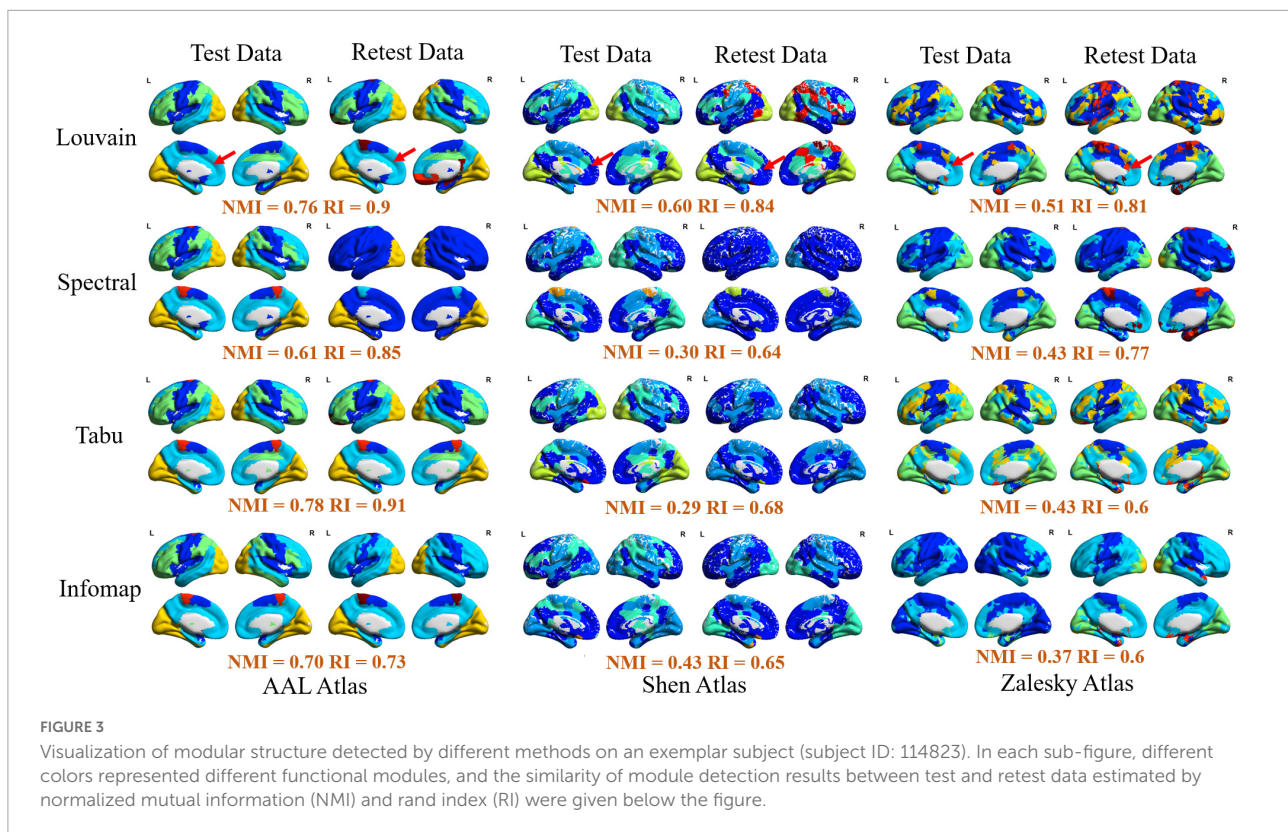 Test Data Retest Data Test Data Retest Data Test Data Retest Data
L R L R L R
Louvain
NMI = 0.76 RI = 0.9 NMI = 0.60 RI = 0.84 NMI = 0.51 RI = 0.81
L R L R L R
Spectral
NMI = 0.61 RI = 0.85 NMI = 0.30 RI = 0.64 NMI = 0.43 RI = 0.77
L R L R L R
Tabu
NMI = 0.78 RI = 0.91 NMI = 0.29 RI = 0.68 NMI = 0.43 RI = 0.6
L R L R L R
Infomap
NMI = 0.70 RI = 0.73 NMI = 0.43 RI = 0.65 NMI = 0.37 RI = 0.6
AAL Atlas Shen Atlas Zalesky Atlas
FIGURE 3
Visualization of modular structure detected by different methods on an exemplar subject (subject ID: 114823). In each sub-figure, different
colors represented different functional modules, and the similarity of module detection results between test and retest data estimated by
normalized mutual information (NMI) and rand index (RI) were given below the figure.